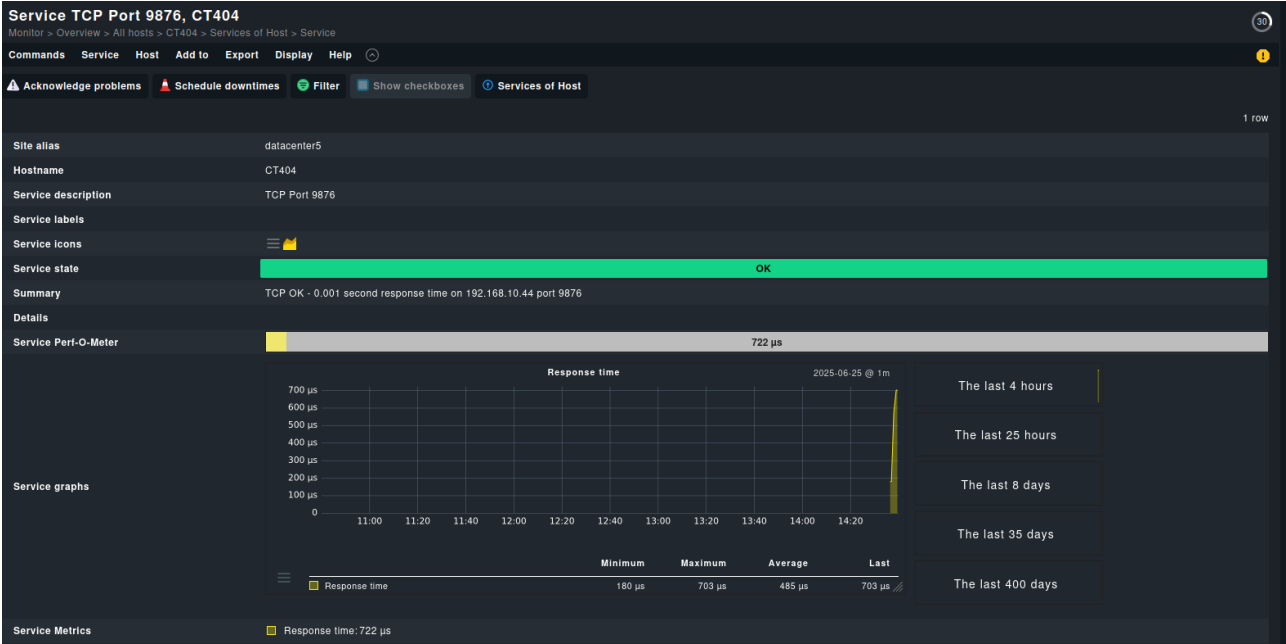 Service TCP Port 9876, CT404
Monitor > Overview > All hosts > CT404 > Services of Host > Service
30
Commands Service Host Add to Export Display Help
Acknowledge problems Schedule downtimes Filter Show checkboxes Services of Host
1 row
Site alias datacenter5
Hostname CT404
Service description TCP Port 9876
Service labels
Service icons
Service state OK
Summary TCP OK - 0.001 second response time on 192.168.10.44 port 9876
Details
Service Perf-O-Meter 722 µs
Service graphs
Response time 2025-06-25 @ 1m
700 µs
600 µs
500 µs
400 µs
300 µs
200 µs
100 µs
0
11:00 11:20 11:40 12:00 12:20 12:40 13:00 13:20 13:40 14:00 14:20
Minimum Maximum Average Last
Response time 180 µs 703 µs 485 µs 703 µs
The last 4 hours
The last 25 hours
The last 8 days
The last 35 days
The last 400 days
Service Metrics Response time: 722 µs